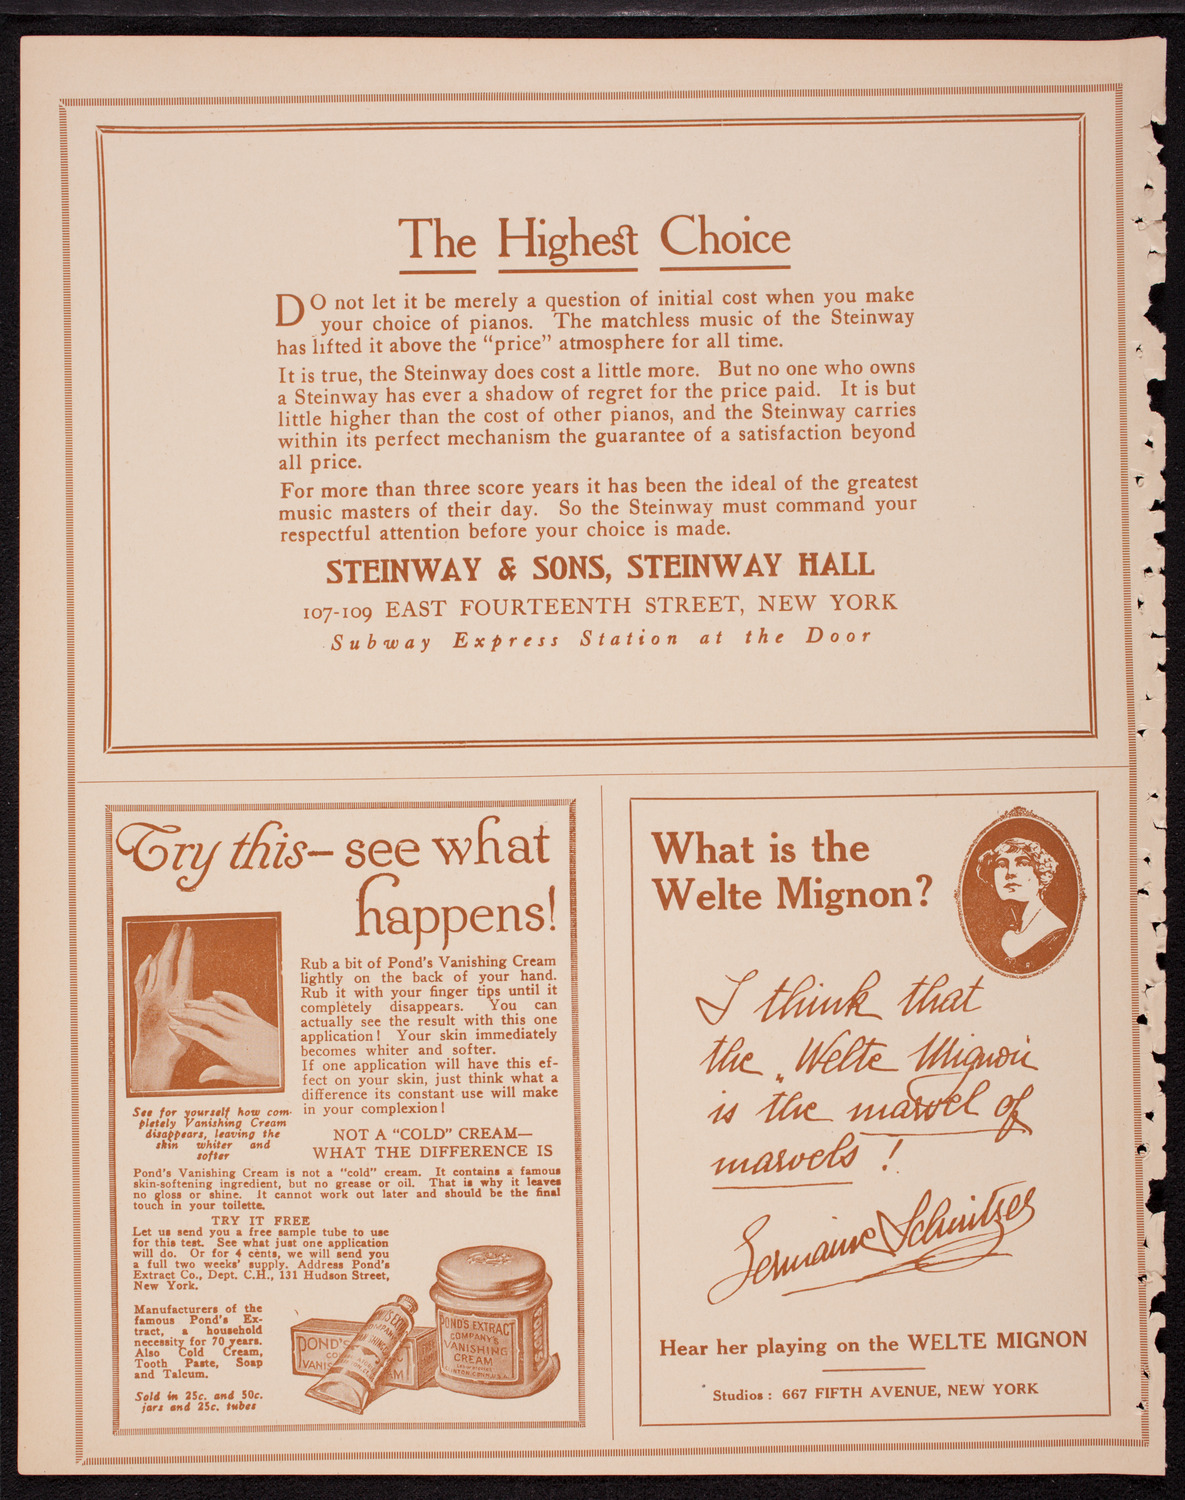 The Highest Choice
DO not let it be merely a question of initial cost when you make
your choice of pianos. The matchless music of the Steinway
has lifted it above the "price" atmosphere for all time.
It is true, the Steinway does cost a little more. But no one who owns
a Steinway has ever a shadow of regret for the price paid. It is but
little higher than the cost of other pianos, and the Steinway carries
within its perfect mechanism the guarantee of a satisfaction beyond
all price.
For more than three score years it has been the ideal of the greatest
music masters of their day. So the Steinway must command your
respectful attention before your choice is made.
STEINWAY & SONS, STEINWAY HALL
107-109 EAST FOURTEENTH STREET, NEW YORK
Subway Express Station at the Door
Try this—see what
happens!
Rub a bit of Pond's Vanishing Cream
lightly on the back of your hand.
Rub it with your finger tips until it
completely disappears. You can
actually see the result with this one
application! Your skin immediately
becomes whiter and softer.
If one application will have this ef-
fect on your skin, just think what a
difference its constant use will make
in your complexion!
See for yourself how com-
pletely Vanishing Cream
disappears, leaving the
skin whiter and
softer
NOT A "COLD" CREAM—
WHAT THE DIFFERENCE IS
Pond's Vanishing Cream is not a "cold" cream. It contains a famous
skin-softening ingredient, but no grease or oil. That is why it leaves
no gloss or shine. It cannot work out later and should be the final
touch in your toilette.
TRY IT FREE
Let us send you a free sample tube to use
for this test. See what just one application
will do. Or for 4 cents, we will send you
a full two weeks' supply. Address Pond's
Extract Co., Dept. C.H., 131 Hudson Street,
New York.
Manufacturers of the
famous Pond's Ex-
tract, a household
necessity for 70 years.
Also Cold Cream,
Tooth Paste, Soap
and Talcum.
Sold in 25c. and 50c.
jars and 25c. tubes
POND'S
VANIS
AM
POND'S EXTRACT
COMPANY'S
VANISHING
CREAM
What is the
Welte Mignon?
I think that
the „Welte Mignon
is the marvel of
marvels!
Germaine Schnitzer
Hear her playing on the WELTE MIGNON
Studios: 667 FIFTH AVENUE, NEW YORK